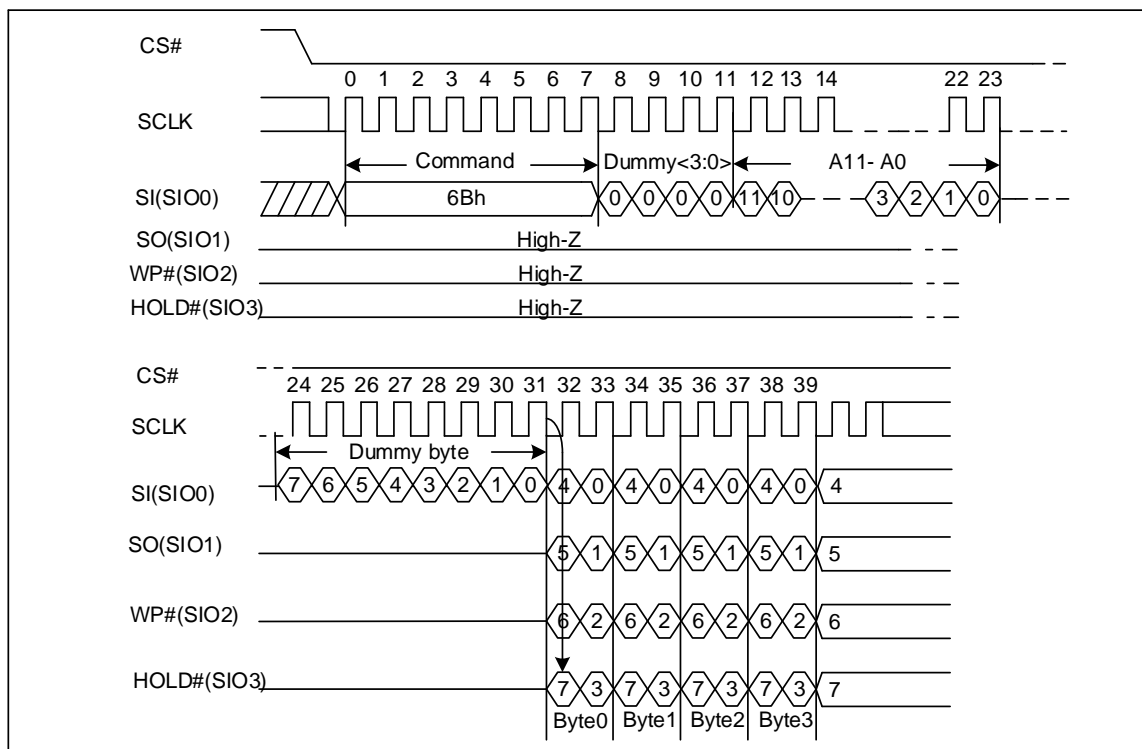 CS#
0 1 2 3 4 5 6 7 8 9 10 11 12 13 14 22 23
SCLK
Command Dummy<3:0> A11- A0
SI(SIO0) 6Bh 0 0 0 0 11 10 3 2 1 0
SO(SIO1) High-Z
WP#(SIO2) High-Z
HOLD#(SIO3) High-Z
CS#
24 25 26 27 28 29 30 31 32 33 34 35 36 37 38 39
SCLK
Dummy byte
SI(SIO0) 7 6 5 4 3 2 1 0 4 0 4 0 4 0 4 0 4
SO(SIO1) 5 1 5 1 5 1 5 1 5
WP#(SIO2) 6 2 6 2 6 2 6 2 6
HOLD#(SIO3) 7 3 7 3 7 3 7 3 7
Byte0 Byte1 Byte2 Byte3